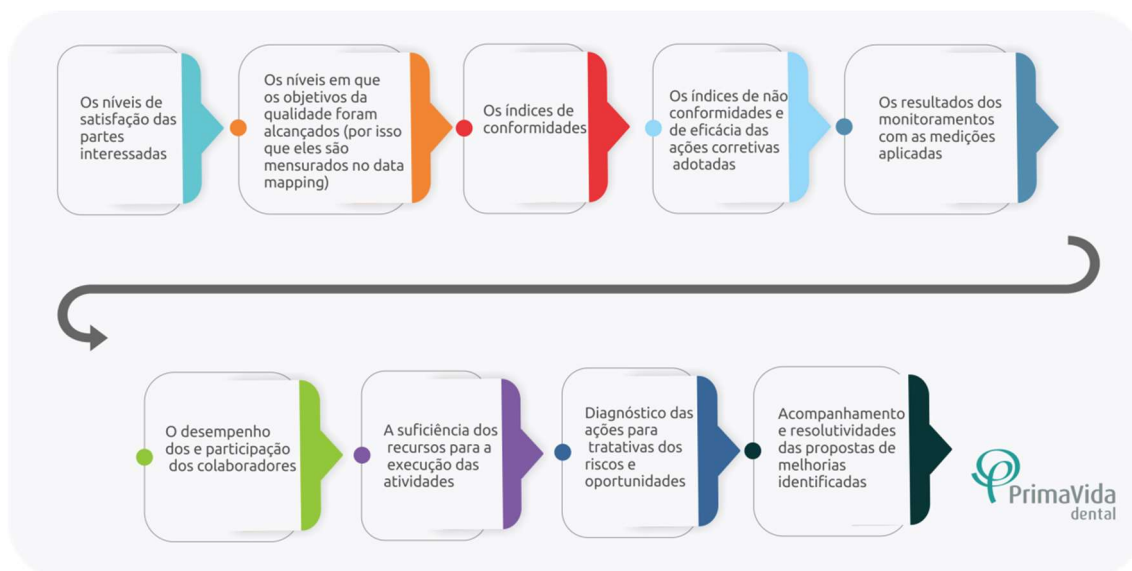 Os níveis de
satisfação das
partes
interessadas
Os níveis em que
os objetivos da
qualidade foram
alcançados (por isso
que eles são
mensurados no data
mapping)
Os índices de
conformidades
Os índices de não
conformidades e
de eficácia das
ações corretivas
adotadas
Os resultados dos
monitoramentos
com as medições
aplicadas
O desempenho
dos e participação
dos colaboradores
A suficiência dos
recursos para a
execução das
atividades
Diagnóstico das
ações para
tratativas dos
riscos e
oportunidades
Acompanhamento
e resolutividades
das propostas de
melhorias
identificadas
PrimaVida
dental